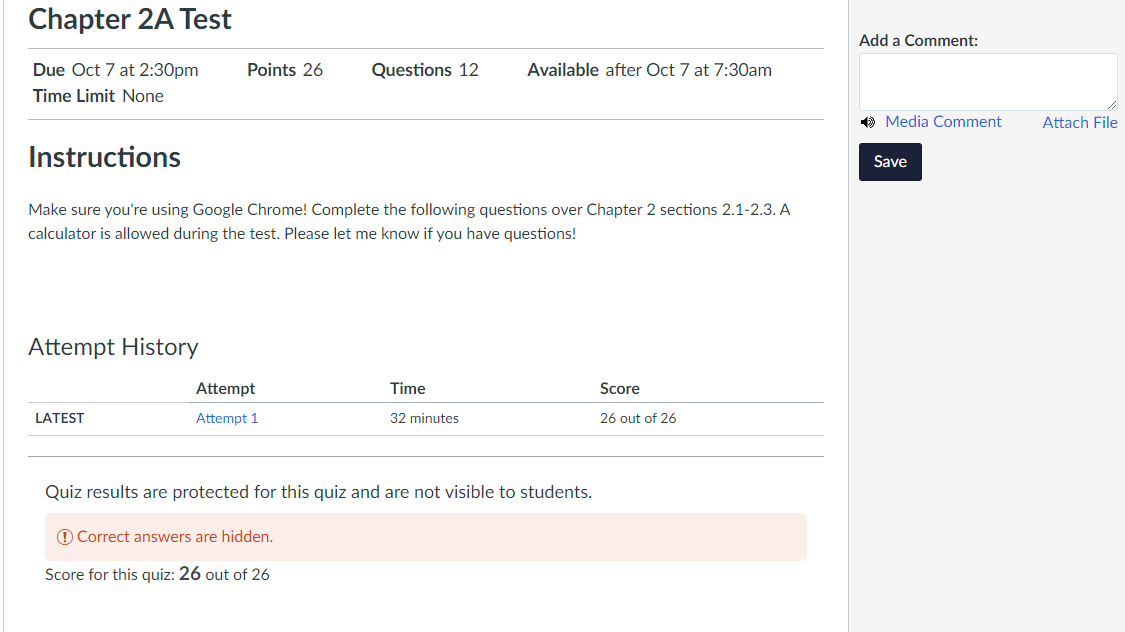 Chapter 2A Test
Due Oct 7 at 2:30pm Points 26 Questions 12 Available after Oct 7 at 7:30am
Time Limit None
Instructions
Make sure you're using Google Chrome! Complete the following questions over Chapter 2 sections 2.1-2.3. A
calculator is allowed during the test. Please let me know if you have questions!
Attempt History
Attempt Time Score
LATEST Attempt 1 32 minutes 26 out of 26
Quiz results are protected for this quiz and are not visible to students.
Correct answers are hidden.
Score for this quiz: 26 out of 26
Add a Comment:
Media Comment Attach File
Save